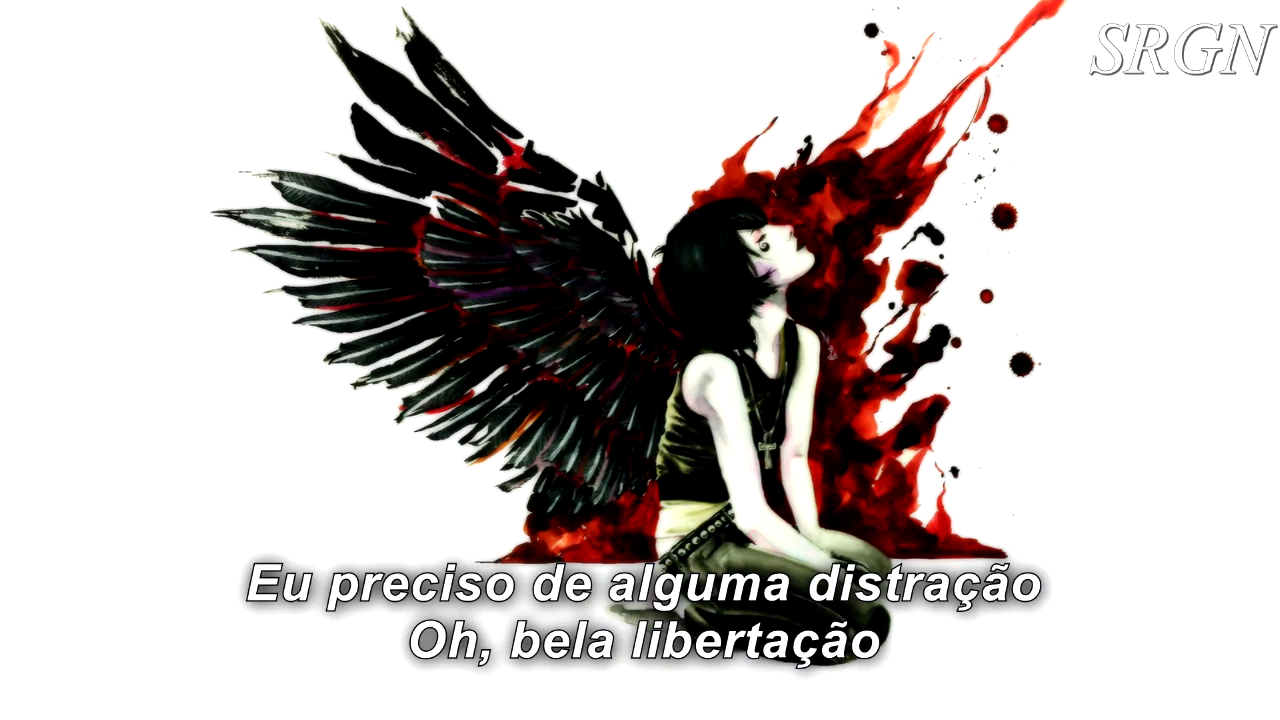 SRGN
Eu preciso de alguma distração
Oh, bela libertação